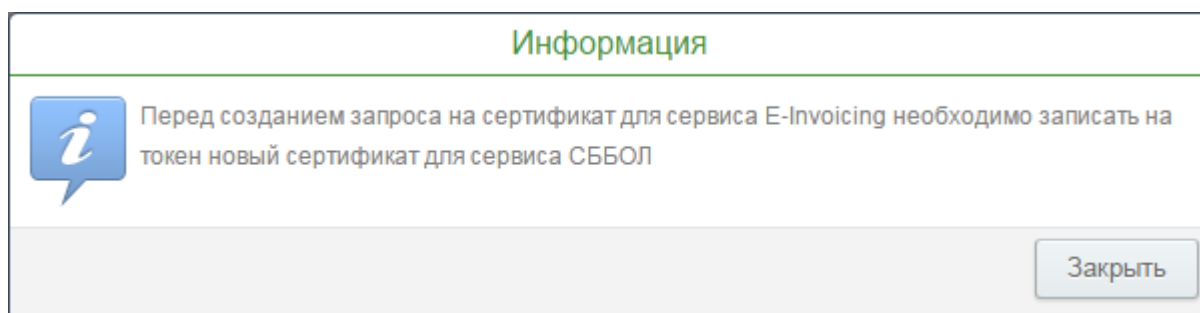 Информация
Перед созданием запроса на сертификат для сервиса E-Invoicing необходимо записать на
токен новый сертификат для сервиса СББОЛ
Закрыть